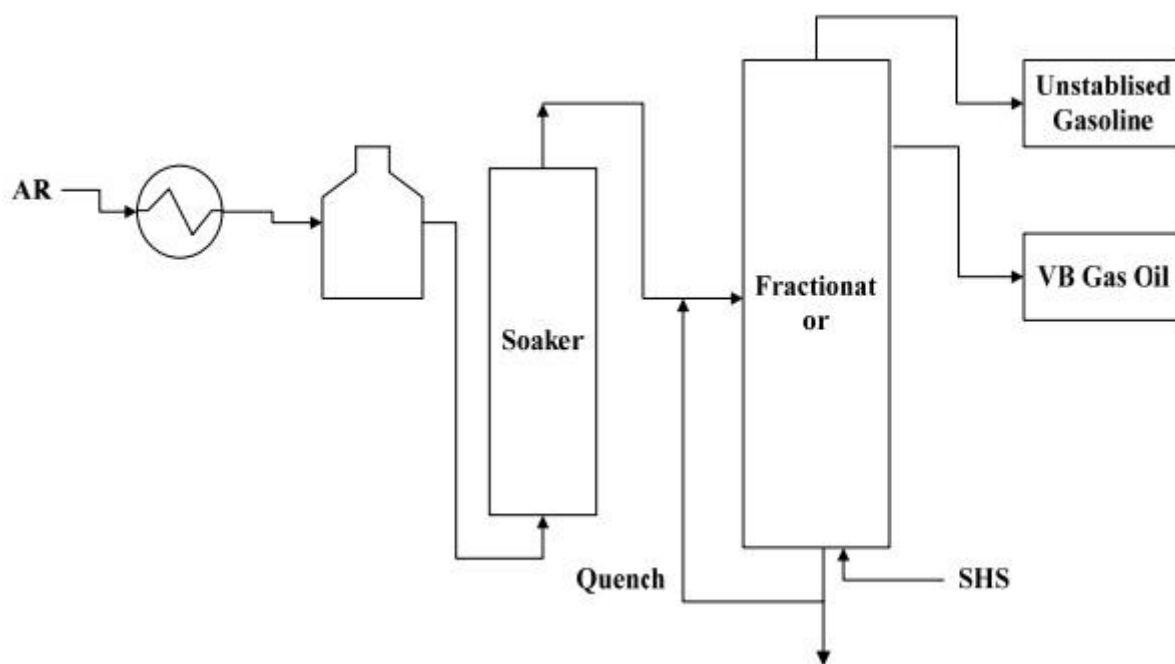 Unstablised
Gasoline
AR
VB Gas Oil
Fractionat
or
Soaker
Quench
SHS